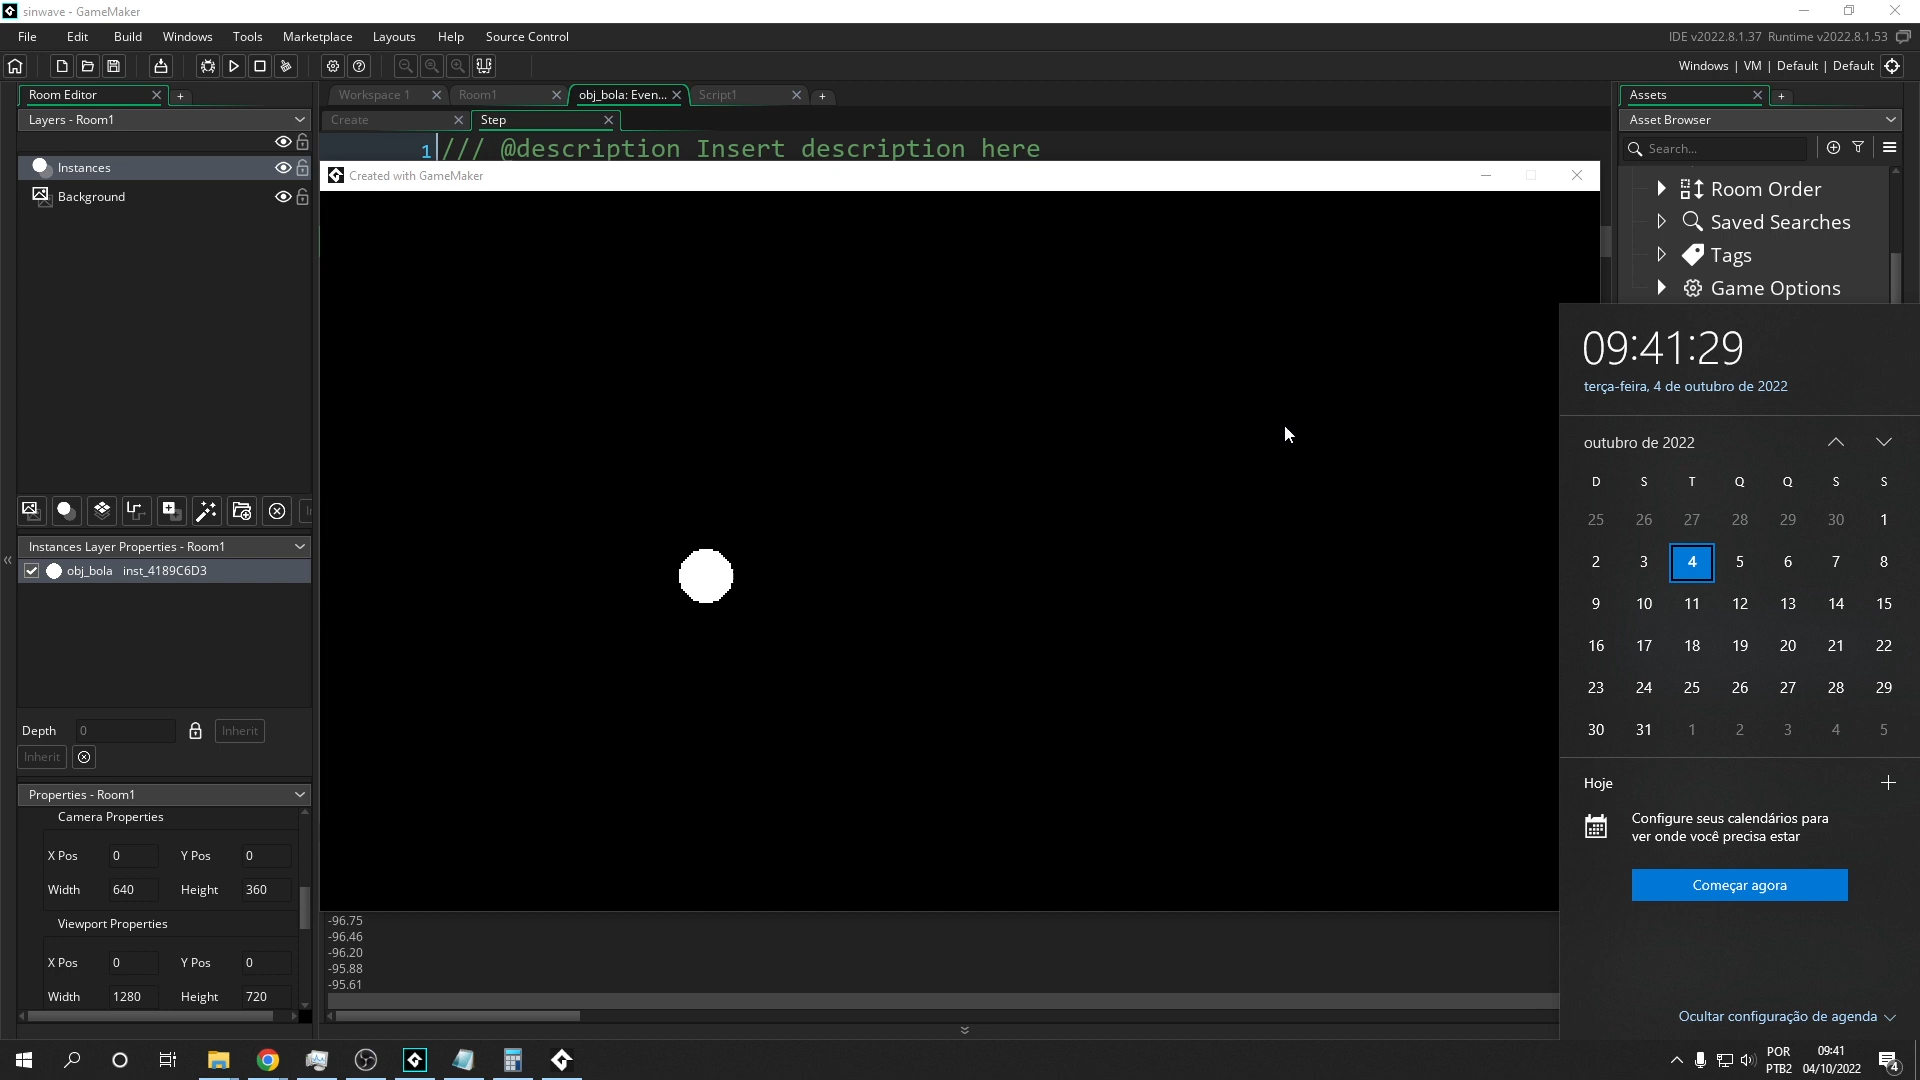 sinwave - GameMaker
File Edit Build Windows Tools Marketplace Layouts Help Source Control
IDE v2022.8.1.37 Runtime v2022.8.1.53
Windows | VM | Default | Default
Room Editor
Workspace 1 Room1 obj_bola: Even... Script1
Assets
Layers - Room1
Create Step
Asset Browser
1 /// @description Insert description here
Search...
Instances
Background
Created with GameMaker
Room Order
Saved Searches
Tags
Game Options
09:41:29
terça-feira, 4 de outubro de 2022
outubro de 2022
D S T Q Q S S
25 26 27 28 29 30 1
2 3 4 5 6 7 8
9 10 11 12 13 14 15
16 17 18 19 20 21 22
23 24 25 26 27 28 29
30 31 1 2 3 4 5
Hoje
Configure seus calendários para
ver onde você precisa estar
Começar agora
Ocultar configuração de agenda
Instances Layer Properties - Room1
obj_bola inst_4189C6D3
Depth 0 Inherit
Inherit
Properties - Room1
Camera Properties
X Pos 0 Y Pos 0
Width 640 Height 360
Viewport Properties
X Pos 0 Y Pos 0
Width 1280 Height 720
-96.75
-96.46
-96.20
-95.88
-95.61
POR
PTB2
09:41
04/10/2022
4